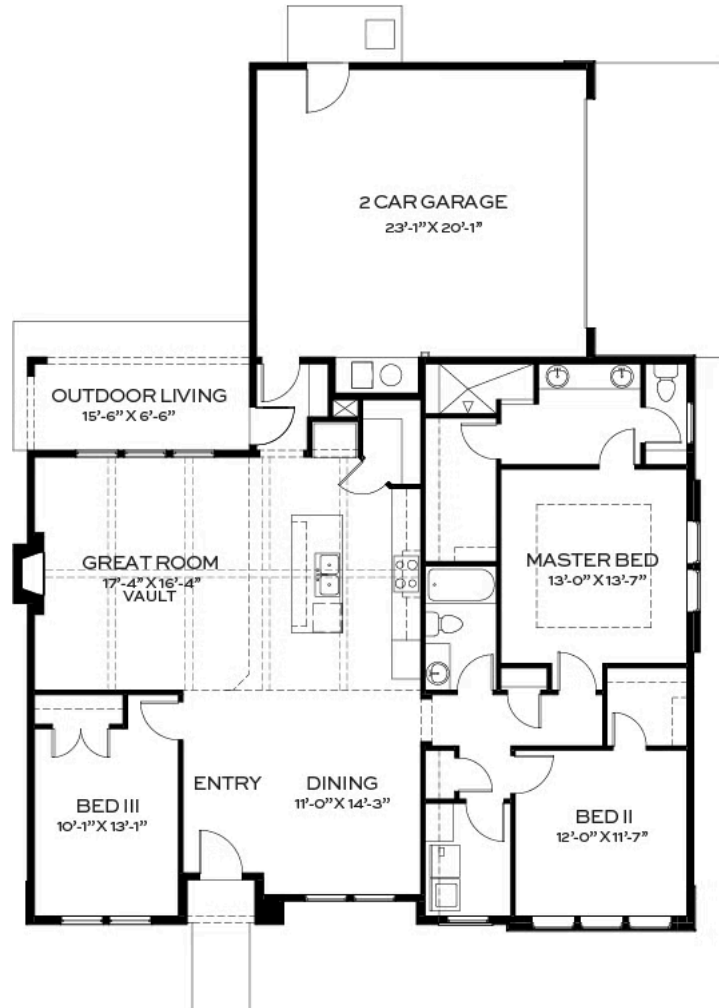 2 CAR GARAGE
23'-1" X 20'-1"
OUTDOOR LIVING
15'-6" X 6'-6"
GREAT ROOM
17'-4" X 16'-4"
VAULT
MASTER BED
13'-0" X 13'-7"
ENTRY
DINING
11'-0" X 14'-3"
BED III
10'-1" X 13'-1"
BED II
12'-0" X 11'-7"